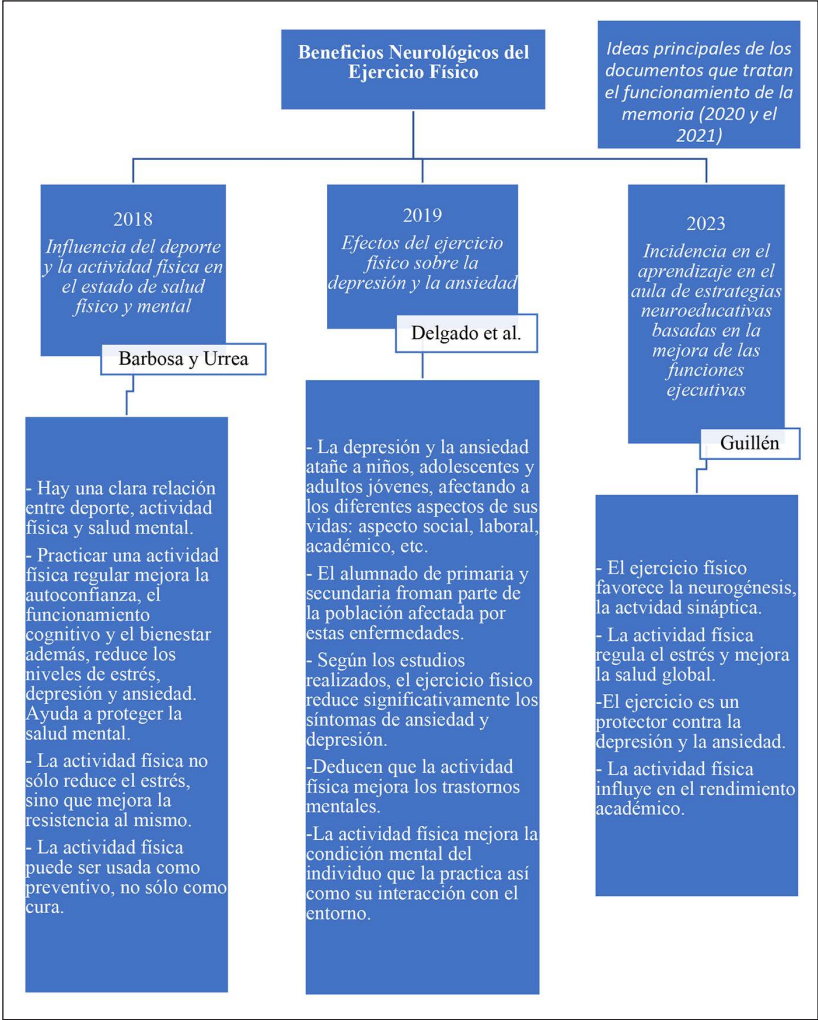 Beneficios Neurológicos del
Ejercicio Físico
Ideas principales de los
documentos que tratan
el funcionamiento de la
memoria (2020 y el
2021)
2018
Influencia del deporte
y la actividad física en
el estado de salud
físico y mental
Barbosa y Urrea
- Hay una clara relación
entre deporte, actividad
física y salud mental.
- Practicar una actividad
física regular mejora la
autoconfianza, el
funcionamiento
cognitivo y el bienestar
además, reduce los
niveles de estrés,
depresión y ansiedad.
Ayuda a proteger la
salud mental.
- La actividad física no
sólo reduce el estrés,
sino que mejora la
resistencia al mismo.
- La actividad física
puede ser usada como
preventivo, no sólo como
cura.
2019
Efectos del ejercicio
físico sobre la
depresión y la ansiedad
Delgado et al.
- La depresión y la ansiedad
atañe a niños, adolescentes y
adultos jóvenes, afectando a
los diferentes aspectos de sus
vidas: aspecto social, laboral,
académico, etc.
- El alumnado de primaria y
secundaria froman parte de
la población afectada por
estas enfermedades.
- Según los estudios
realizados, el ejercicio físico
reduce significativamente los
síntomas de ansiedad y
depresión.
-Deducen que la actividad
física mejora los trastornos
mentales.
-La actividad física mejora la
condición mental del
individuo que la practica así
como su interacción con el
entorno.
2023
Incidencia en el
aprendizaje en el
aula de estrategias
neuroeducativas
basadas en la
mejora de las
funciones
ejecutivas
Guillén
- El ejercicio físico
favorece la neurogénesis,
la actvidad sináptica.
- La actividad física
regula el estrés y mejora
la salud global.
-El ejercicio es un
protector contra la
depresión y la ansiedad.
- La actividad física
influye en el rendimiento
académico.